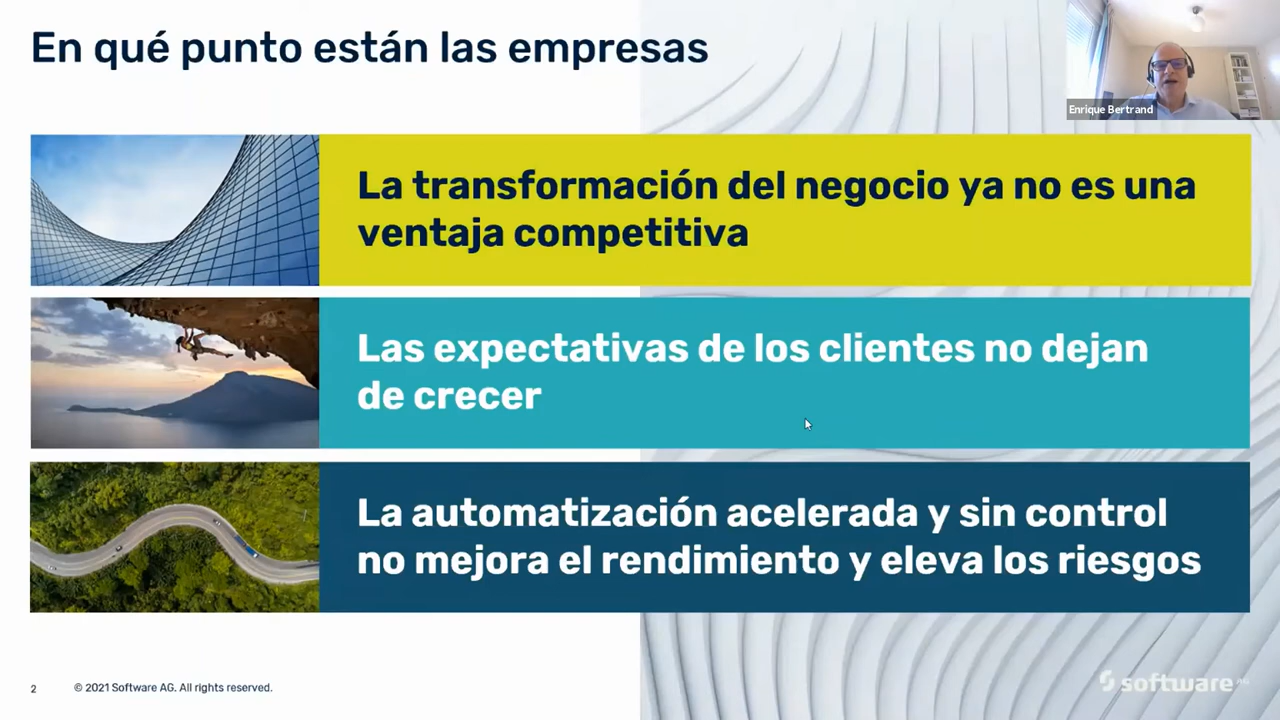 En qué punto están las empresas
Enrique Bertrand
La transformación del negocio ya no es una
ventaja competitiva
Las expectativas de los clientes no dejan
de crecer
La automatización acelerada y sin control
no mejora el rendimiento y eleva los riesgos
2
© 2021 Software AG. All rights reserved.
software AG